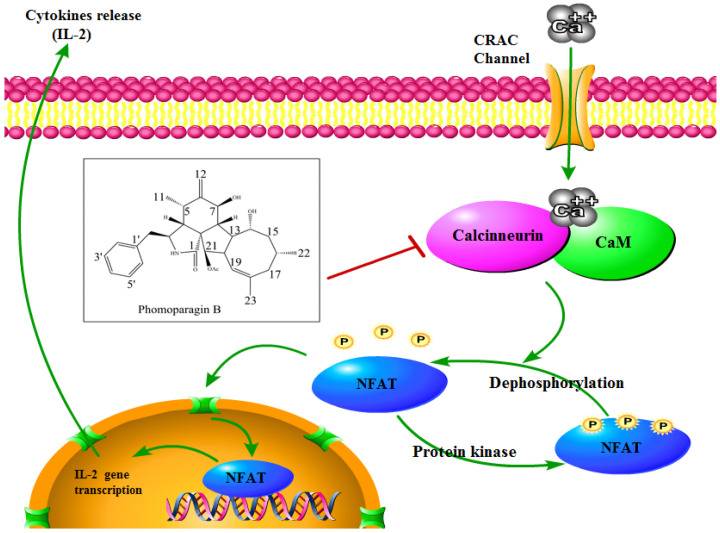 Cytokines release
(IL-2)
Ca++
CRAC
Channel
12
11
5
7
OH
H
H
OH
13
15
1'
HN
1
21
22
3'
O
OAc
19
17
5'
23
Phomoparagin B
Ca++
Calcinneurin
CaM
P
P
P
NFAT
Dephosphorylation
P
P
P
NFAT
Protein kinase
IL-2 gene
transcription
NFAT